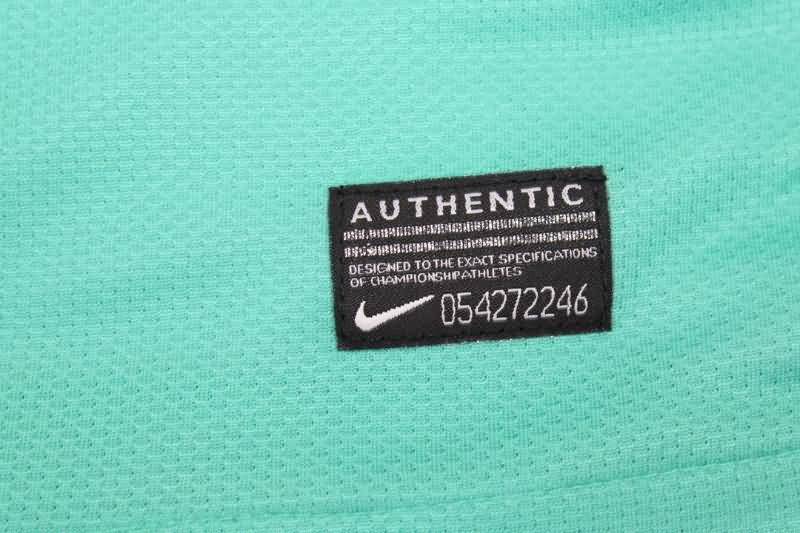 AUTHENTIC
DESIGNED TO THE EXACT SPECIFICATIONS
OF CHAMPIONSHIP ATHLETES
054272246